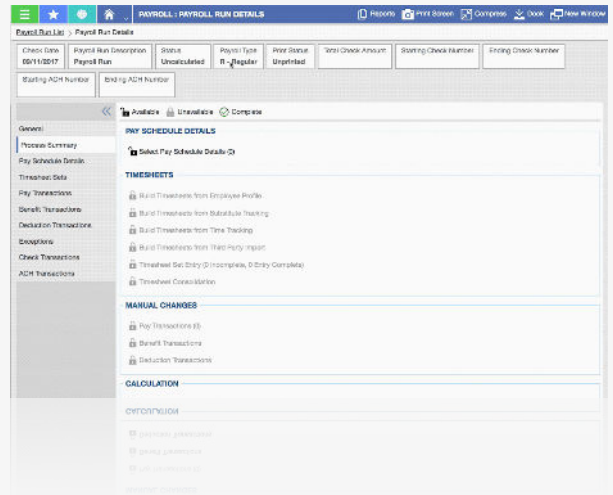 PAYROLL : PAYROLL RUN DETAILS
Reports Print Screen Compress Dock New Window
Payroll Run List > Payroll Run Details
Check Date Payroll Run Description Status Payroll Type Print Status Total Check Amount Starting Check Number Ending Check Number
09/11/2017 Payroll Run Uncalculated R - Regular Unprinted
Starting ACH Number Ending ACH Number
Available Unavailable Complete
General
Process Summary
Pay Schedule Details
Timesheet Sets
Pay Transactions
Benefit Transactions
Deduction Transactions
Exceptions
Check Transactions
ACH Transactions
PAY SCHEDULE DETAILS
Select Pay Schedule Details (0)
TIMESHEETS
Build Timesheets from Employee Profile
Build Timesheets from Substitute Tracking
Build Timesheets from Time Tracking
Build Timesheets from Third Party Import
Timesheet Set Entry (0 Incomplete, 0 Entry Complete)
Timesheet Consolidation
MANUAL CHANGES
Pay Transactions (0)
Benefit Transactions
Deduction Transactions
CALCULATION
CALCULATION